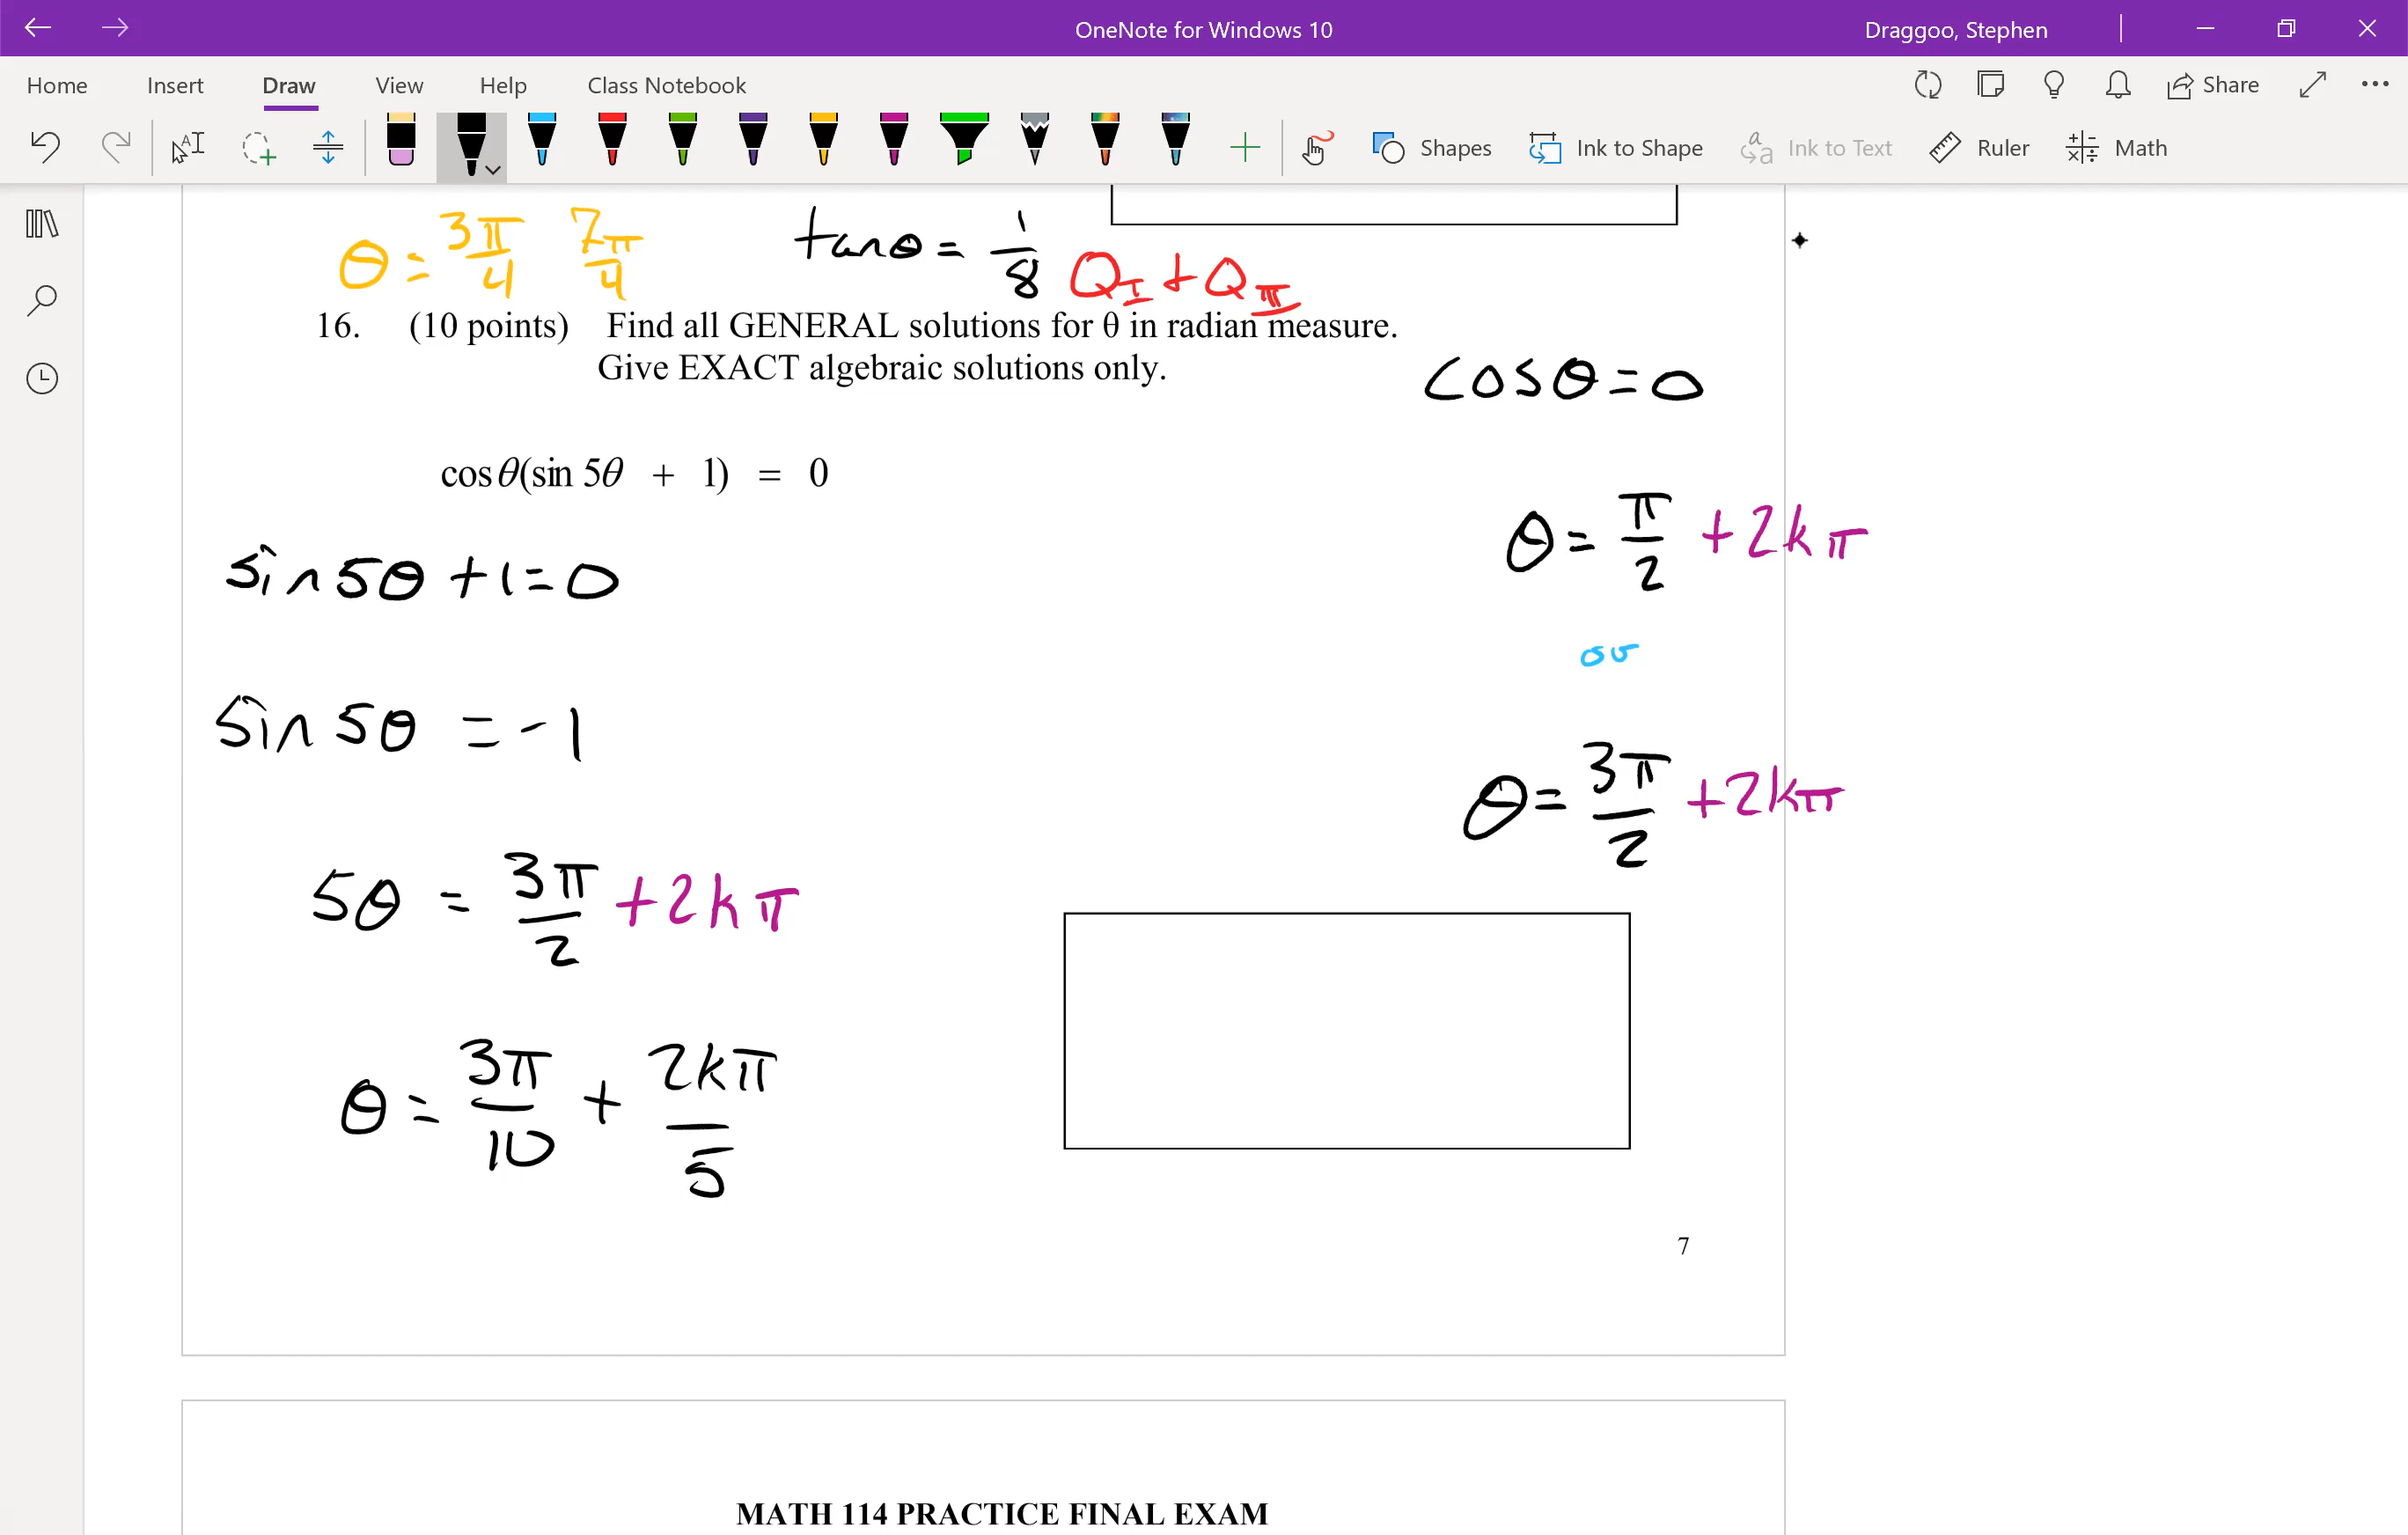 OneNote for Windows 10
Draggoo, Stephen
Home Insert Draw View Help Class Notebook
Share
Shapes Ink to Shape Ink to Text Ruler Math
θ = 3π/4 7π/4
tanθ = 1/8 QI + QIII
16. (10 points) Find all GENERAL solutions for θ in radian measure.
Give EXACT algebraic solutions only.
cosθ = 0
cos θ(sin 5θ + 1) = 0
θ = π/2 + 2kπ
sin 5θ + 1 = 0
or
sin 5θ = -1
θ = 3π/2 + 2kπ
5θ = 3π/2 + 2kπ
θ = 3π/10 + 2kπ/5
7
MATH 114 PRACTICE FINAL EXAM